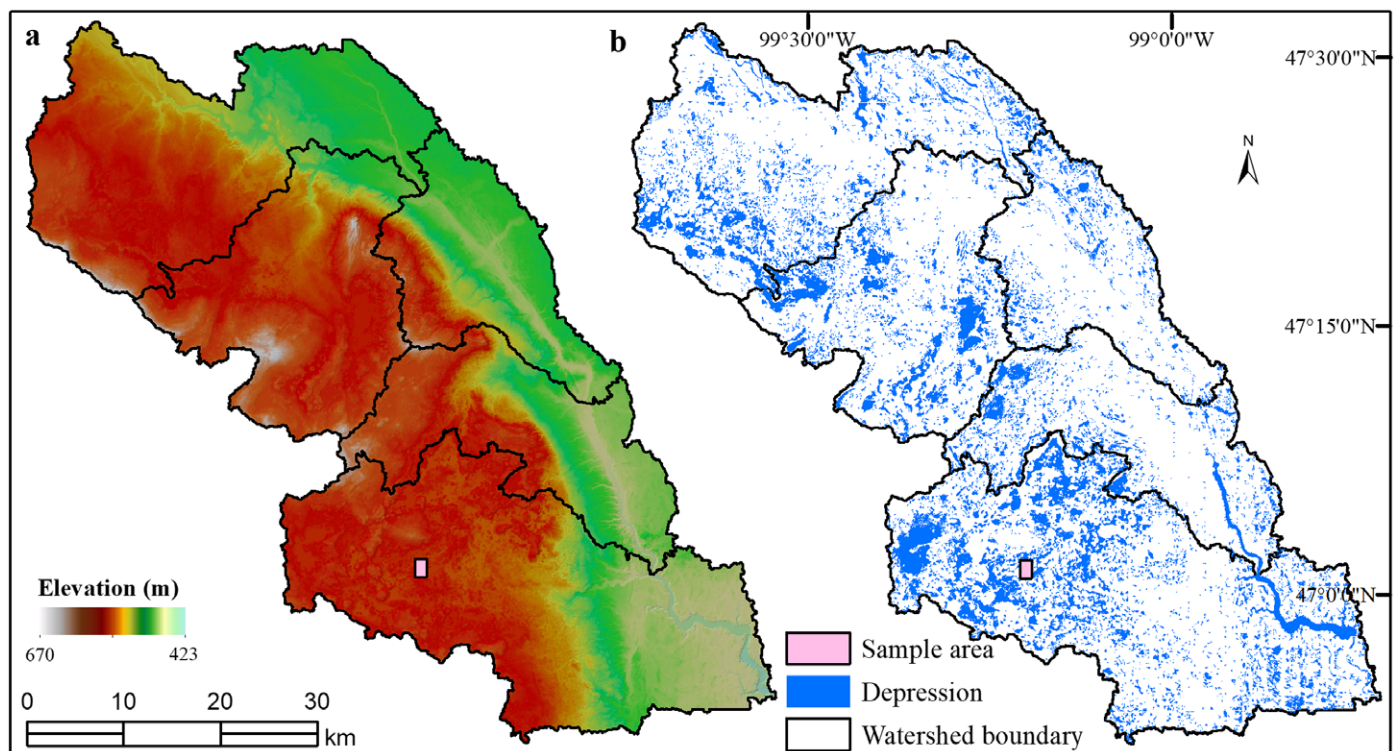 a
b
99°30'0"W
99°0'0"W
47°30'0"N
N
47°15'0"N
47°0'0"N
Elevation (m)
670
423
0
10
20
30
km
Sample area
Depression
Watershed boundary